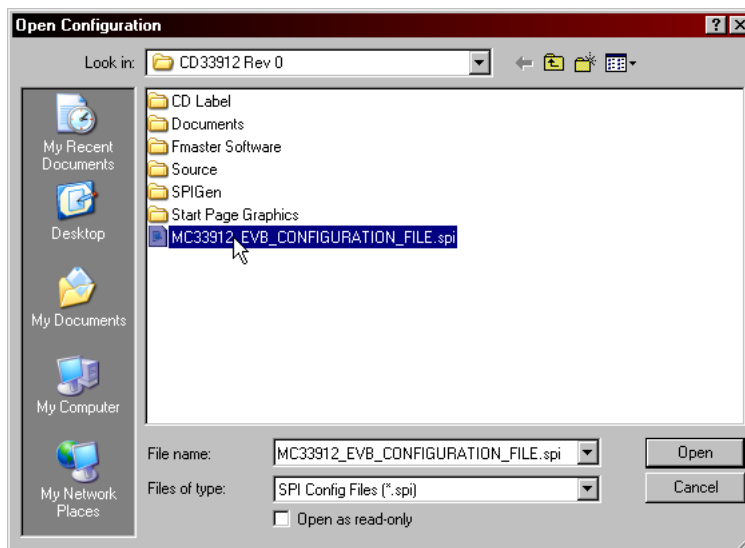 Open Configuration
Look in:
CD33912 Rev 0
My Recent
Documents
Desktop
My Documents
My Computer
My Network
Places
CD Label
Documents
Fmaster Software
Source
SPIGen
Start Page Graphics
MC33912_EVB_CONFIGURATION_FILE.spi
File name:
MC33912_EVB_CONFIGURATION_FILE.spi
Open
Files of type:
SPI Config Files (*.spi)
Cancel
Open as read-only